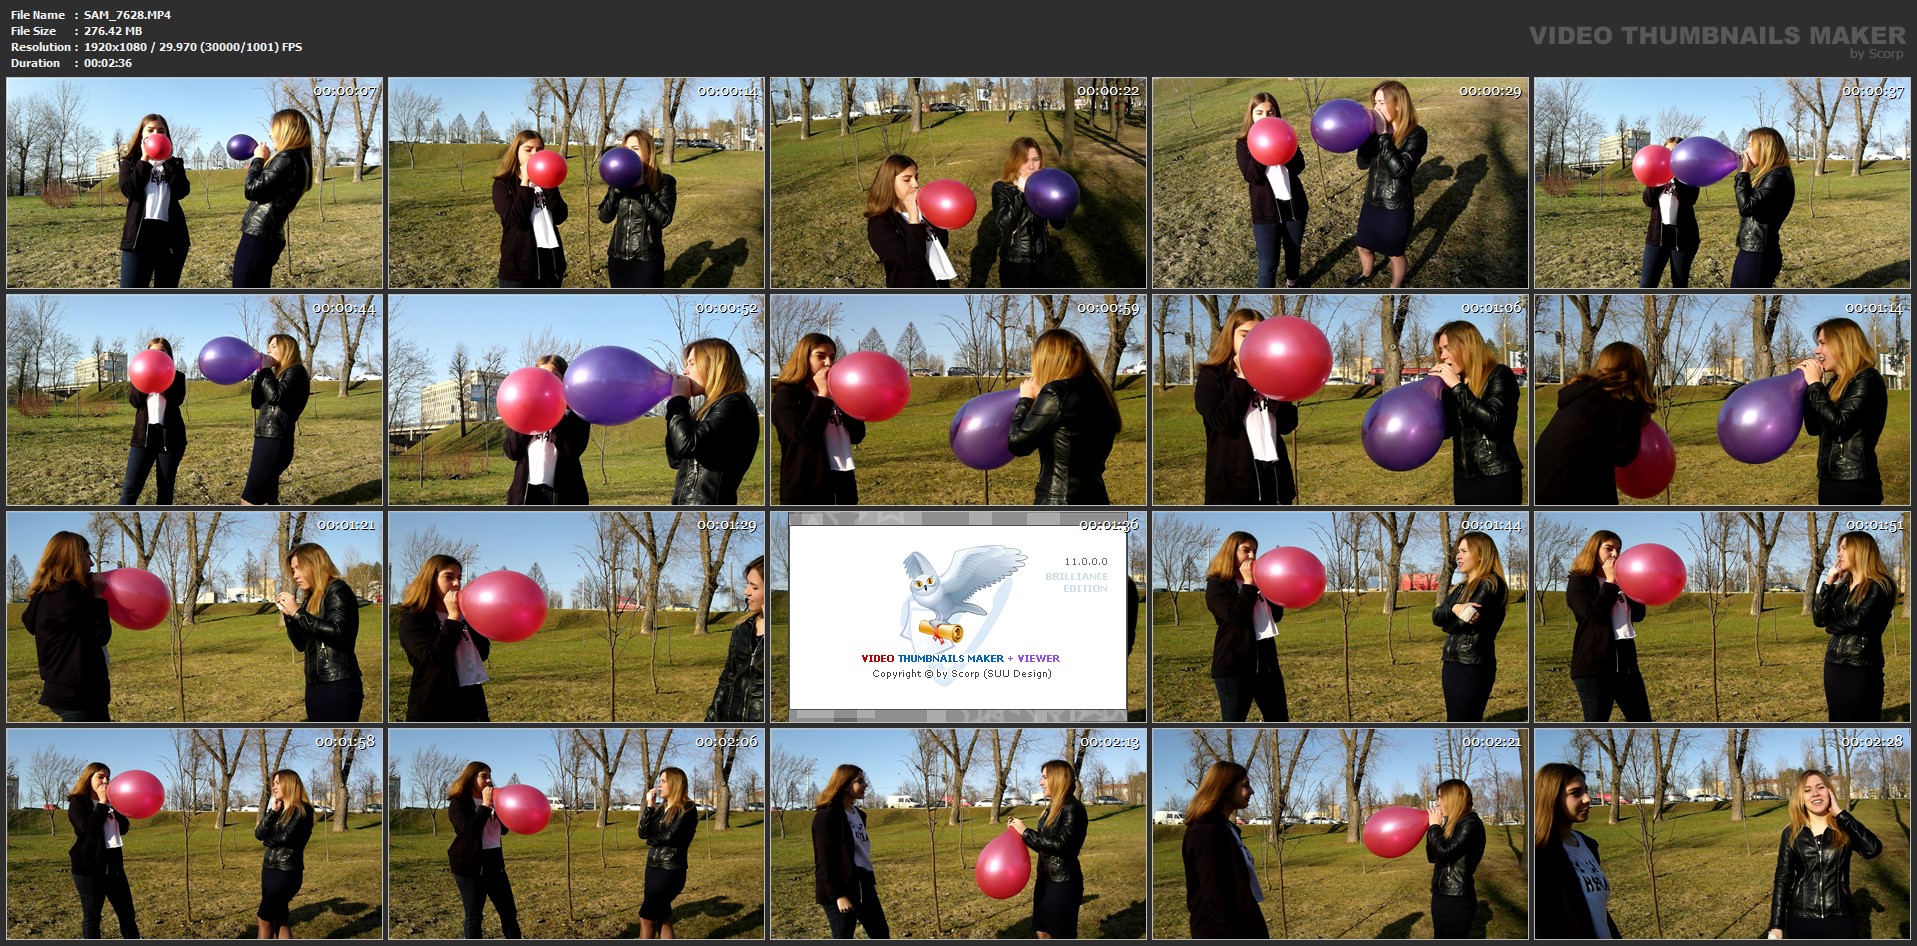 File Name : SAM_7628.MP4
File Size : 276.42 MB
Resolution : 1920x1080 / 29.970 (30000/1001) FPS
Duration : 00:02:36
VIDEO THUMBNAILS MAKER
by Scorp
00:00:07
00:00:14
00:00:22
00:00:29
00:00:37
00:00:44
00:00:52
00:00:59
00:01:06
00:01:14
00:01:21
00:01:29
00:01:36
11.0.0.0
BRILLIANCE
EDITION
VIDEO THUMBNAILS MAKER + VIEWER
Copyright © by Scorp (SUU Design)
00:01:44
00:01:51
00:01:58
00:02:06
00:02:13
00:02:21
00:02:28